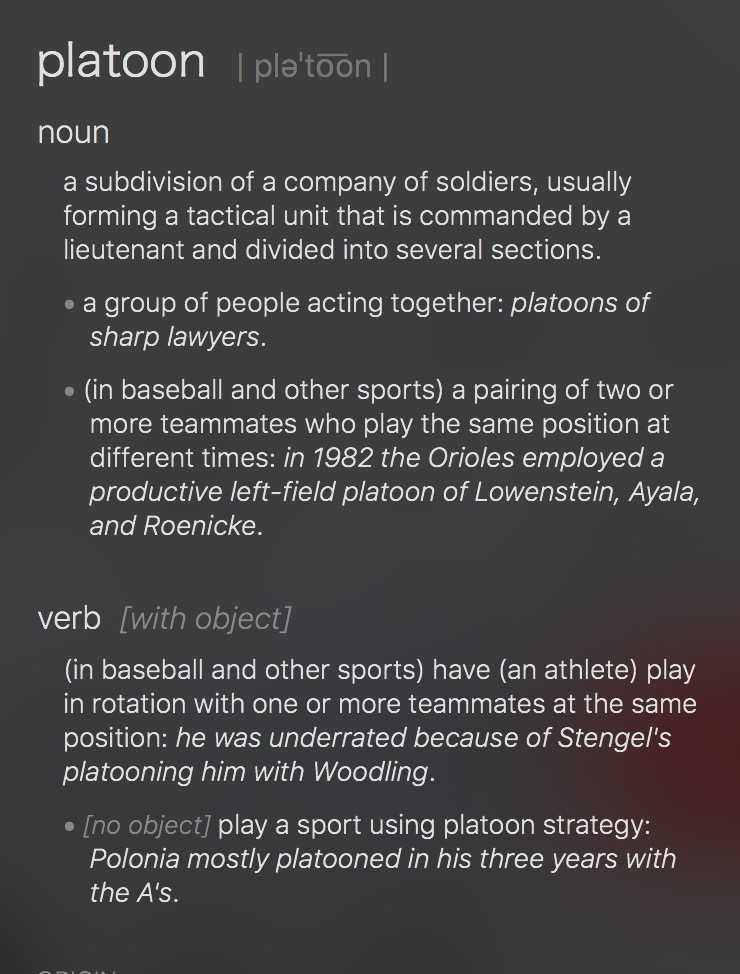 platoon | pləˈto͞on |
noun
a subdivision of a company of soldiers, usually
forming a tactical unit that is commanded by a
lieutenant and divided into several sections.
• a group of people acting together: platoons of
sharp lawyers.
• (in baseball and other sports) a pairing of two or
more teammates who play the same position at
different times: in 1982 the Orioles employed a
productive left-field platoon of Lowenstein, Ayala,
and Roenicke.
verb [with object]
(in baseball and other sports) have (an athlete) play
in rotation with one or more teammates at the same
position: he was underrated because of Stengel's
platooning him with Woodling.
• [no object] play a sport using platoon strategy:
Polonia mostly platooned in his three years with
the A's.
ORIGIN